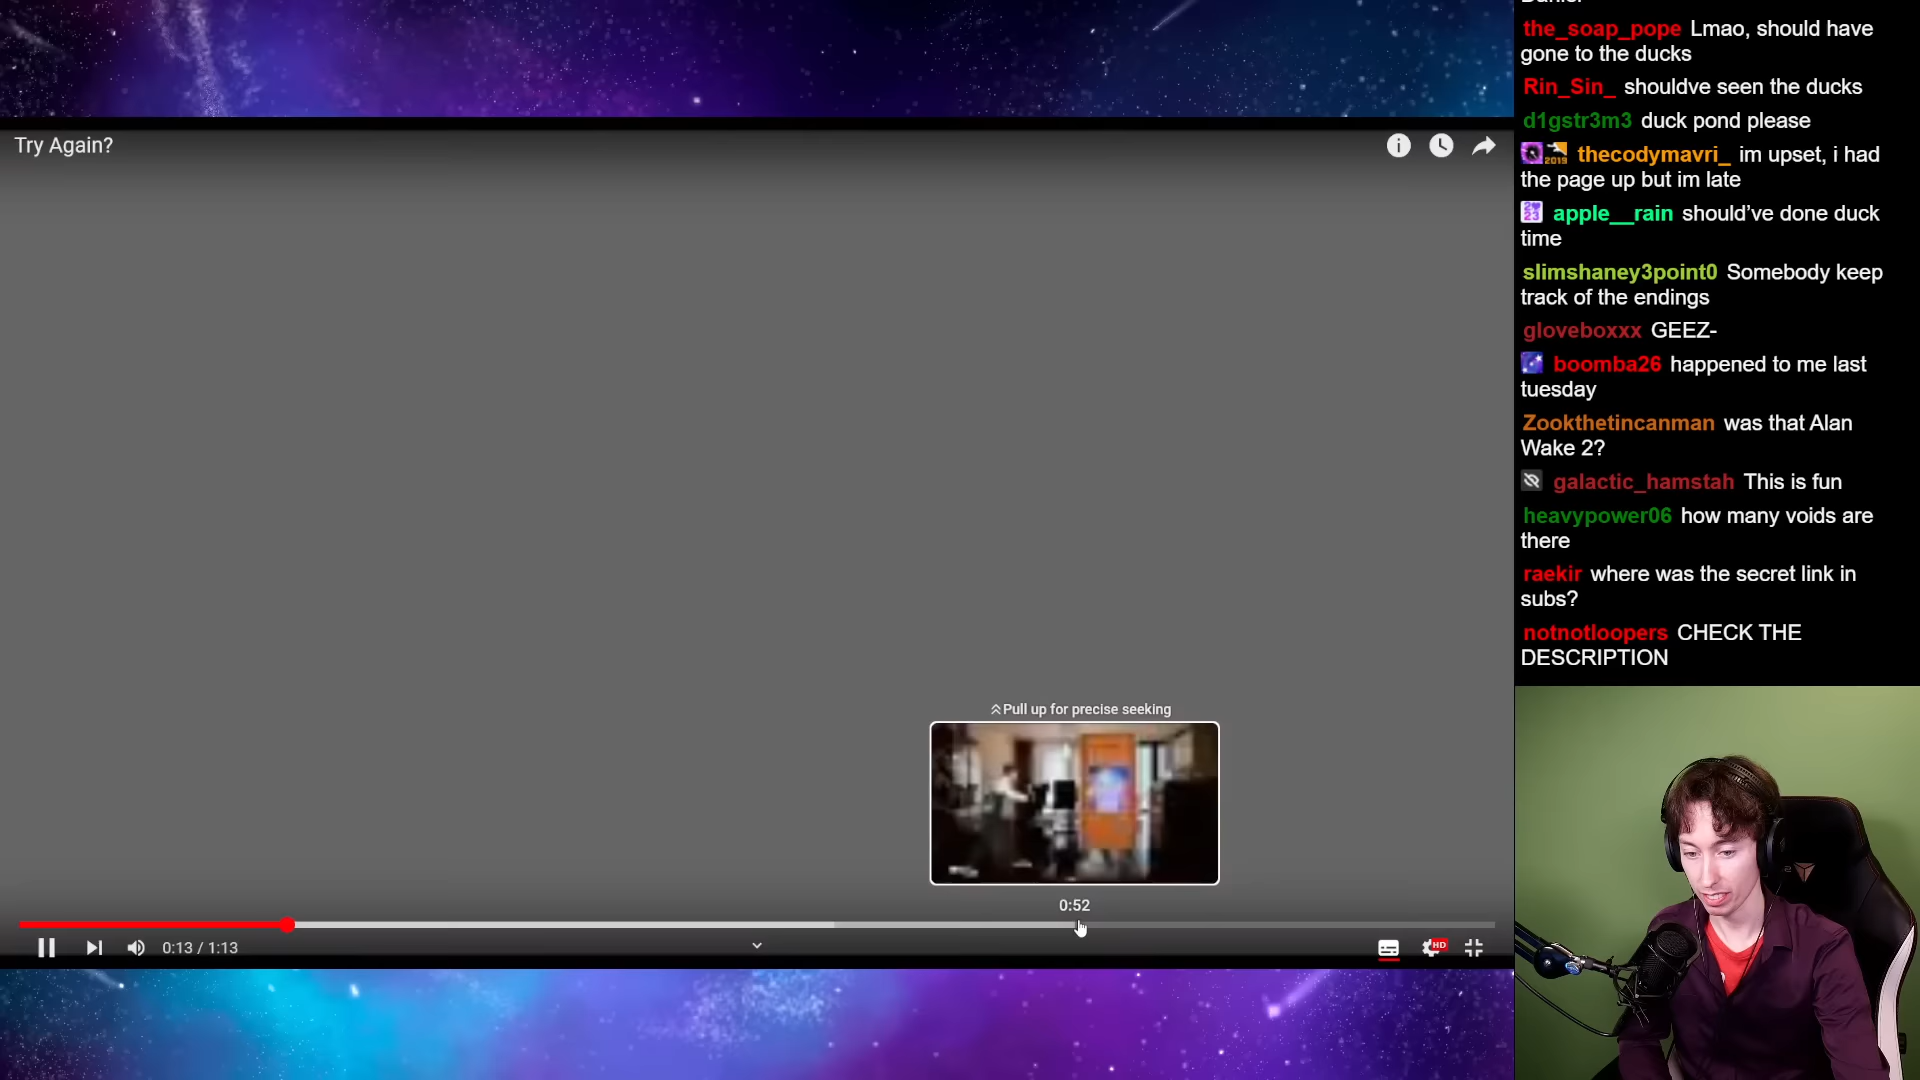 Try Again?
Pull up for precise seeking
0:52
0:13 / 1:13
HD
the_soap_pope Lmao, should have
gone to the ducks
Rin_Sin_ shouldve seen the ducks
d1gstr3m3 duck pond please
2019 thecodymavri_ im upset, i had
the page up but im late
apple__rain should've done duck
time
slimshaney3point0 Somebody keep
track of the endings
gloveboxxx GEEZ-
boomba26 happened to me last
tuesday
Zookthetincanman was that Alan
Wake 2?
galactic_hamstah This is fun
heavypower06 how many voids are
there
raekir where was the secret link in
subs?
notnotloopers CHECK THE
DESCRIPTION